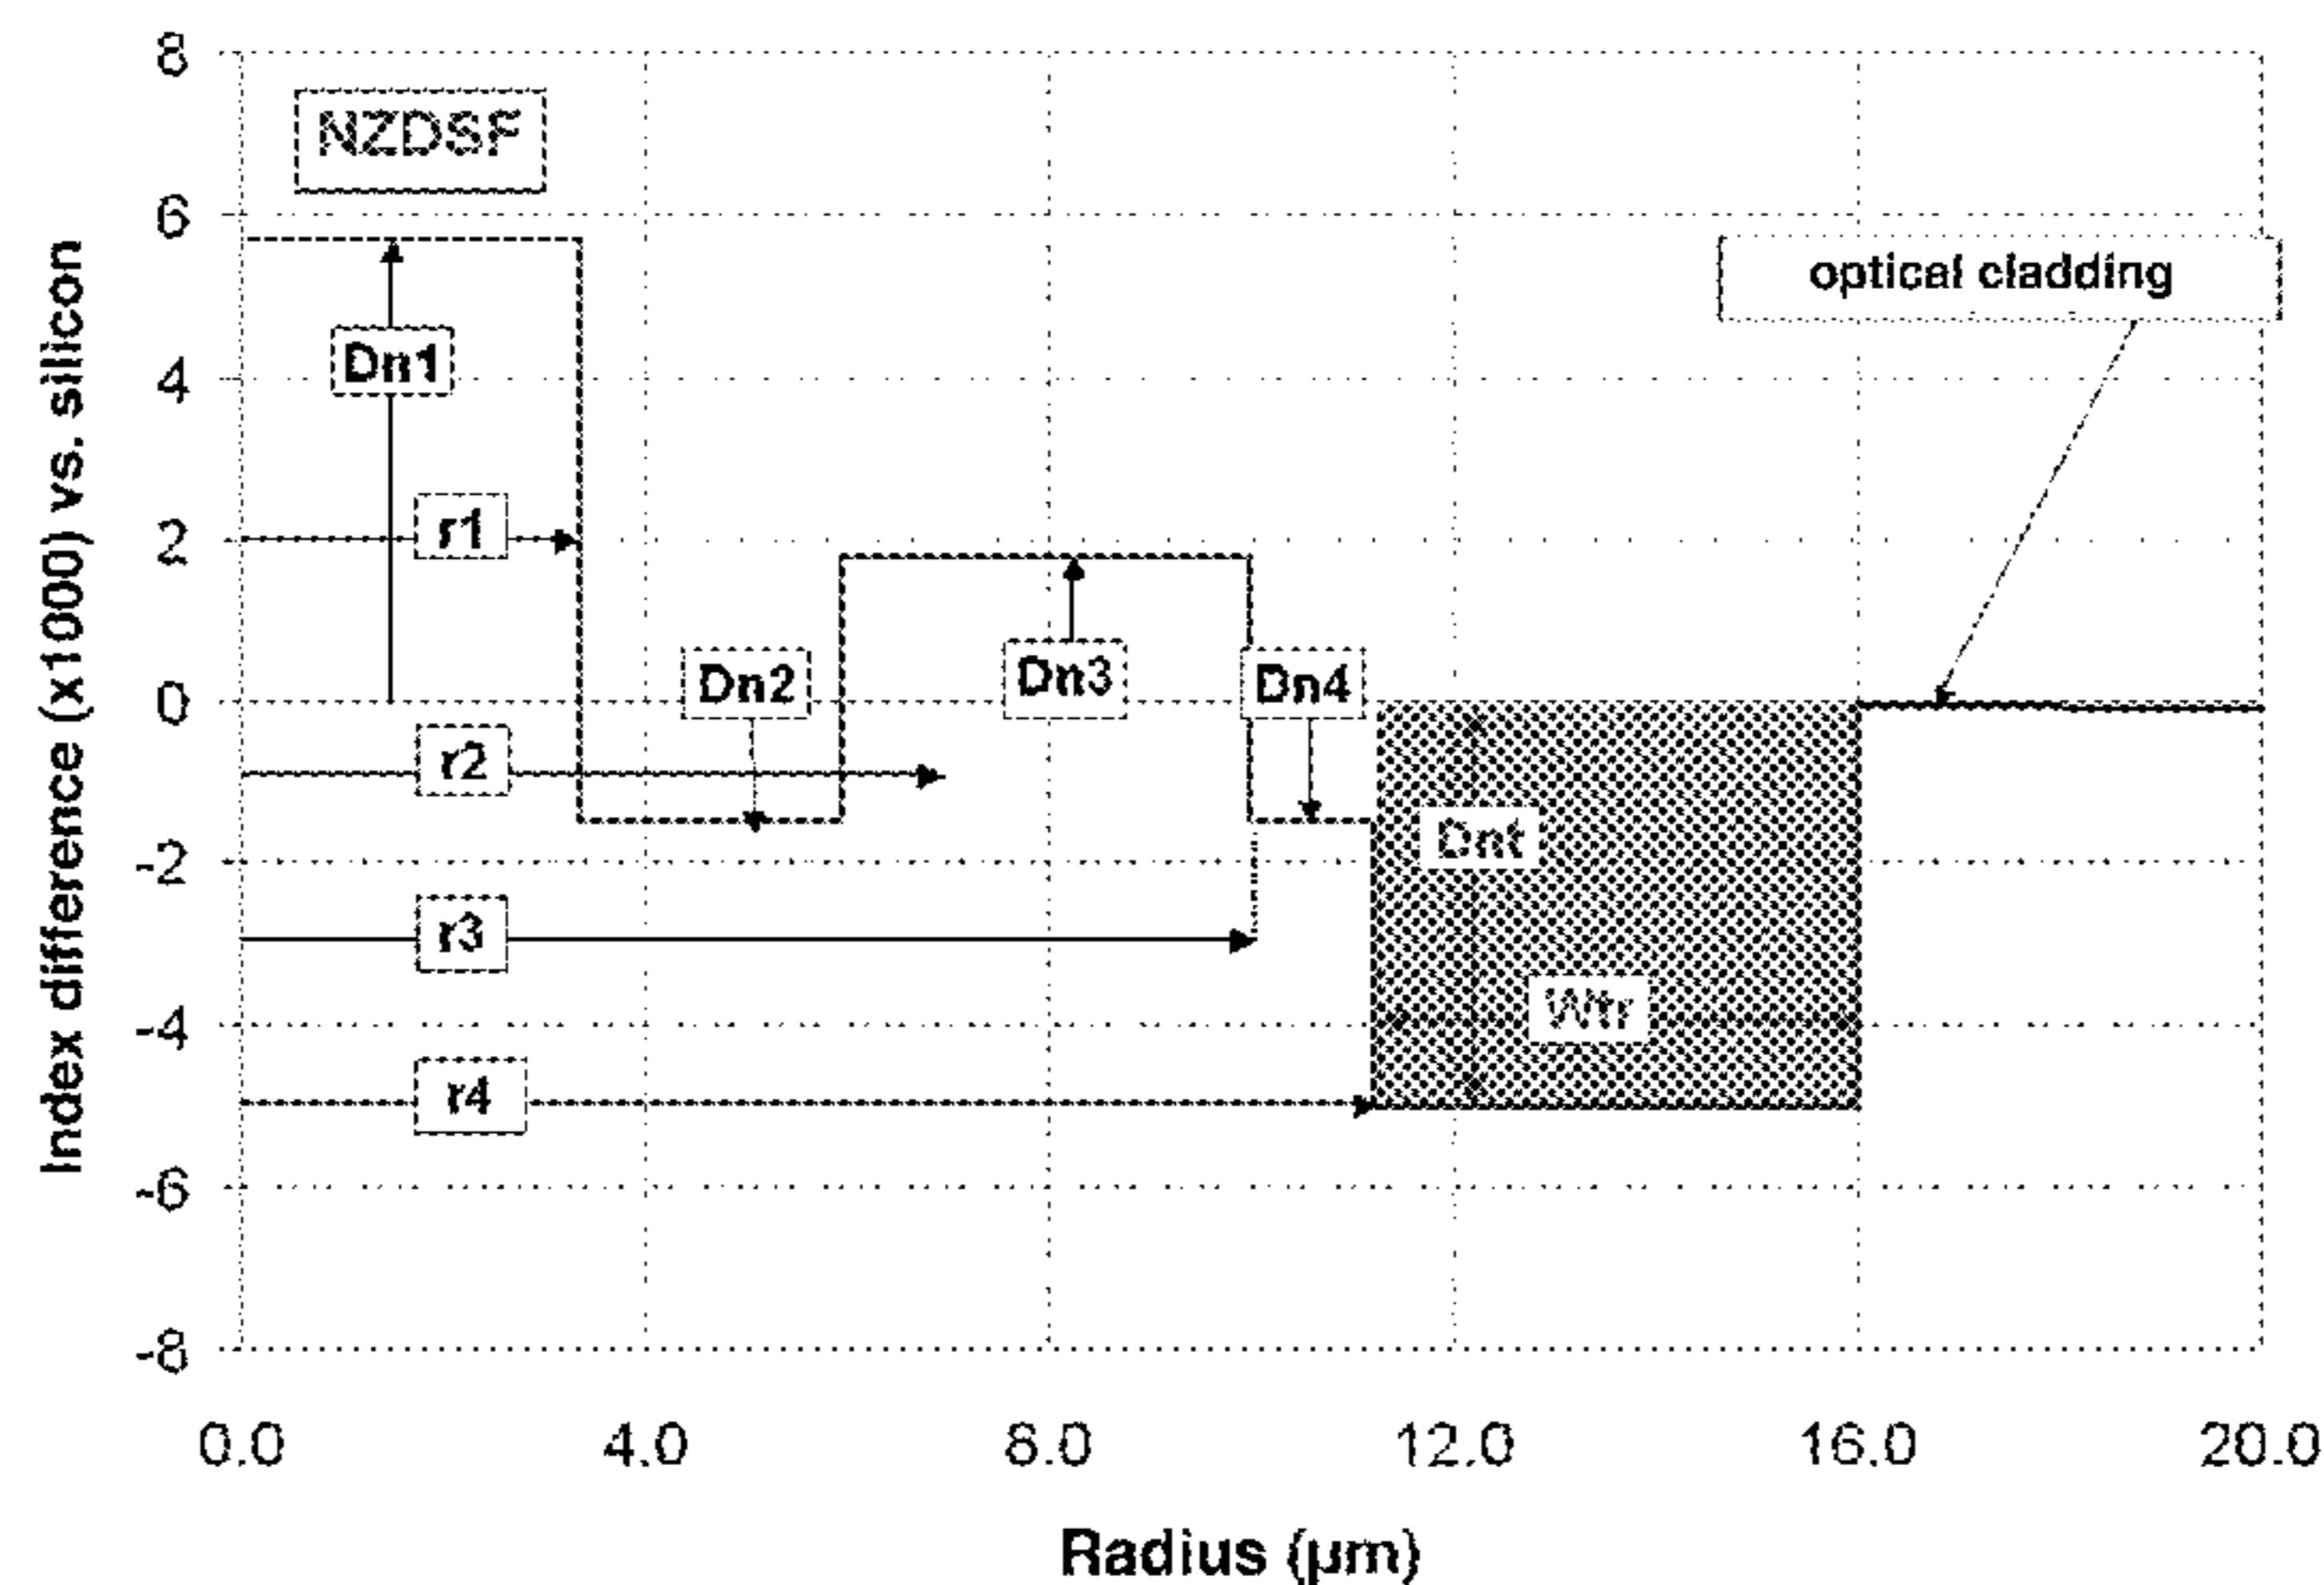 8
NZDSF
6
optical cladding
Dn1
4
r1
2
Dn2
Dn3
Dn4
0
r2
Dnt
-2
r3
Wtr
-4
r4
-6
-8
0.0 4.0 8.0 12.0 16.0 20.0
Radius (µm)
Index difference (x1000) vs. silicon